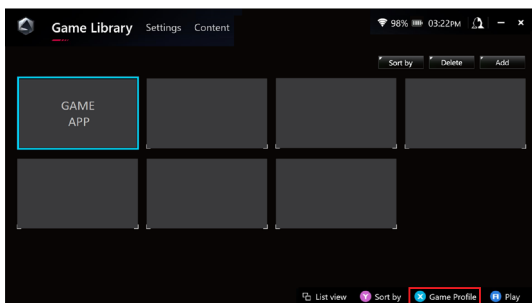 Game Library Settings Content 98% 03:22PM
Sort by Delete Add
GAME
APP
List view Y Sort by X Game Profile Play